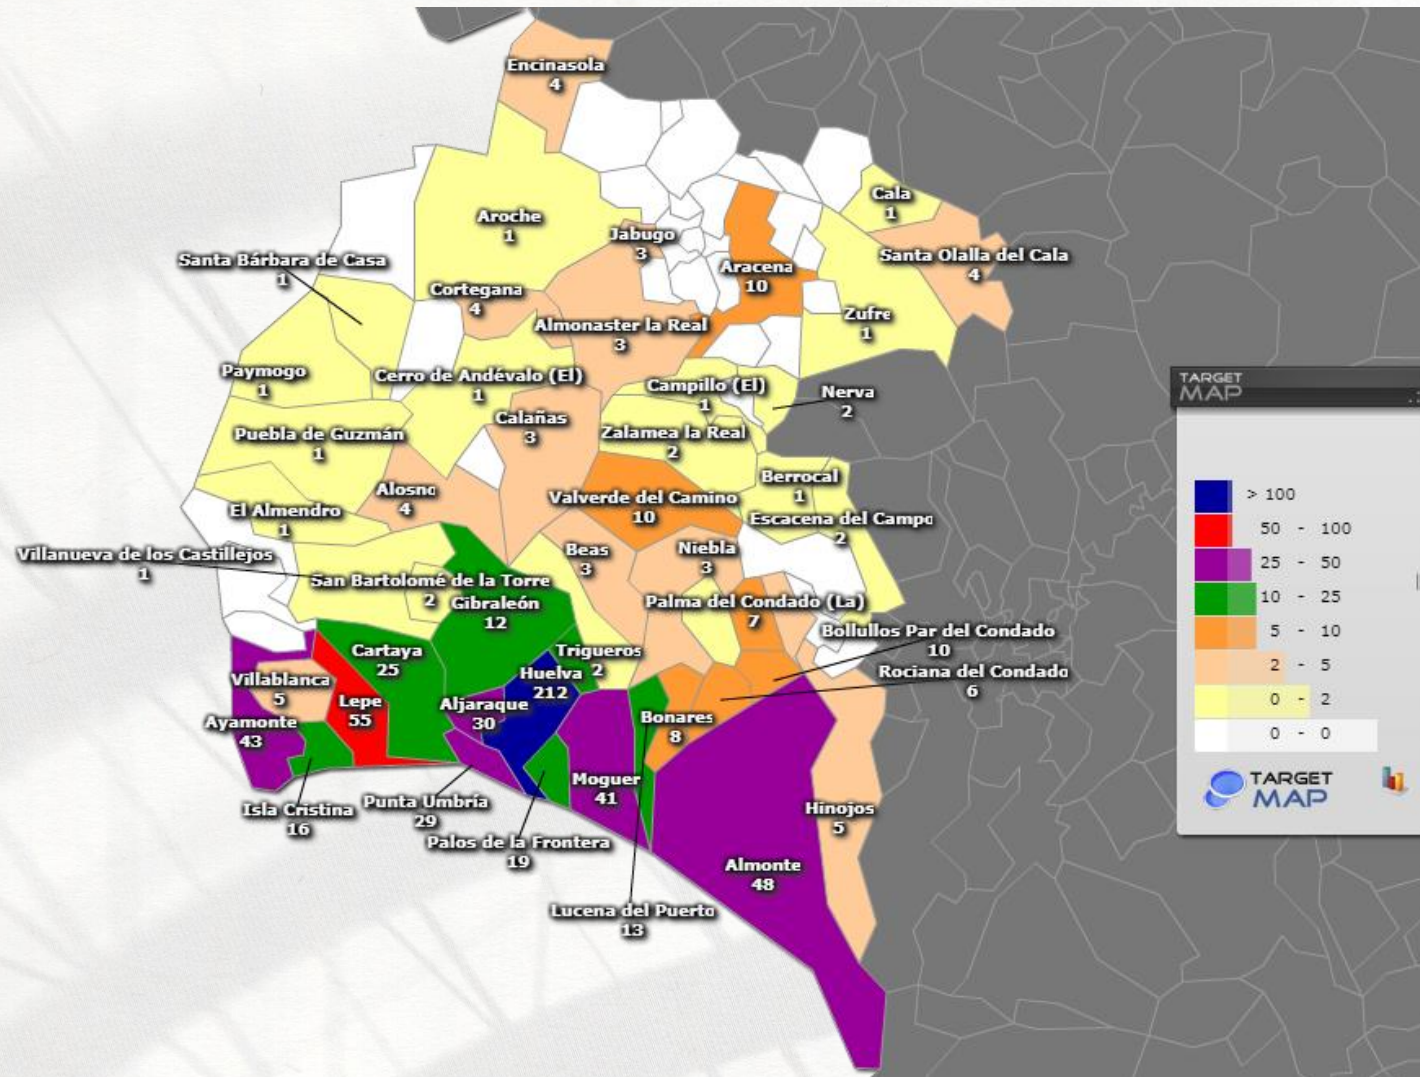 Encinasola
4
Cala
1
Aroche
1
Jabugo
3
Santa Olalla del Cala
4
Santa Bárbara de Casa
1
Aracena
10
Cortegana
4
Almonaster la Real
3
Zufre
1
Paymogo
1
Cerro de Andévalo (El)
1
Campillo (El)
1
Nerva
2
Calañas
3
Puebla de Guzmán
1
Zalamea la Real
2
Berrocal
1
Alosno
4
Valverde del Camino
10
El Almendro
1
Escacena del Campo
2
Villanueva de los Castillejos
1
Beas
3
Niebla
3
San Bartolomé de la Torre
2
Gibraleón
12
Palma del Condado (La)
7
Bollullos Par del Condado
10
Cartaya
25
Trigueros
2
Huelva
212
Rociana del Condado
6
Villablanca
5
Lepe
55
Aljaraque
30
Ayamonte
43
Bonares
8
Moguer
41
Isla Cristina
16
Punta Umbría
29
Palos de la Frontera
19
Hinojos
5
Almonte
48
Lucena del Puerto
13
TARGET
MAP
> 100
50 - 100
25 - 50
10 - 25
5 - 10
2 - 5
0 - 2
0 - 0
TARGET
MAP